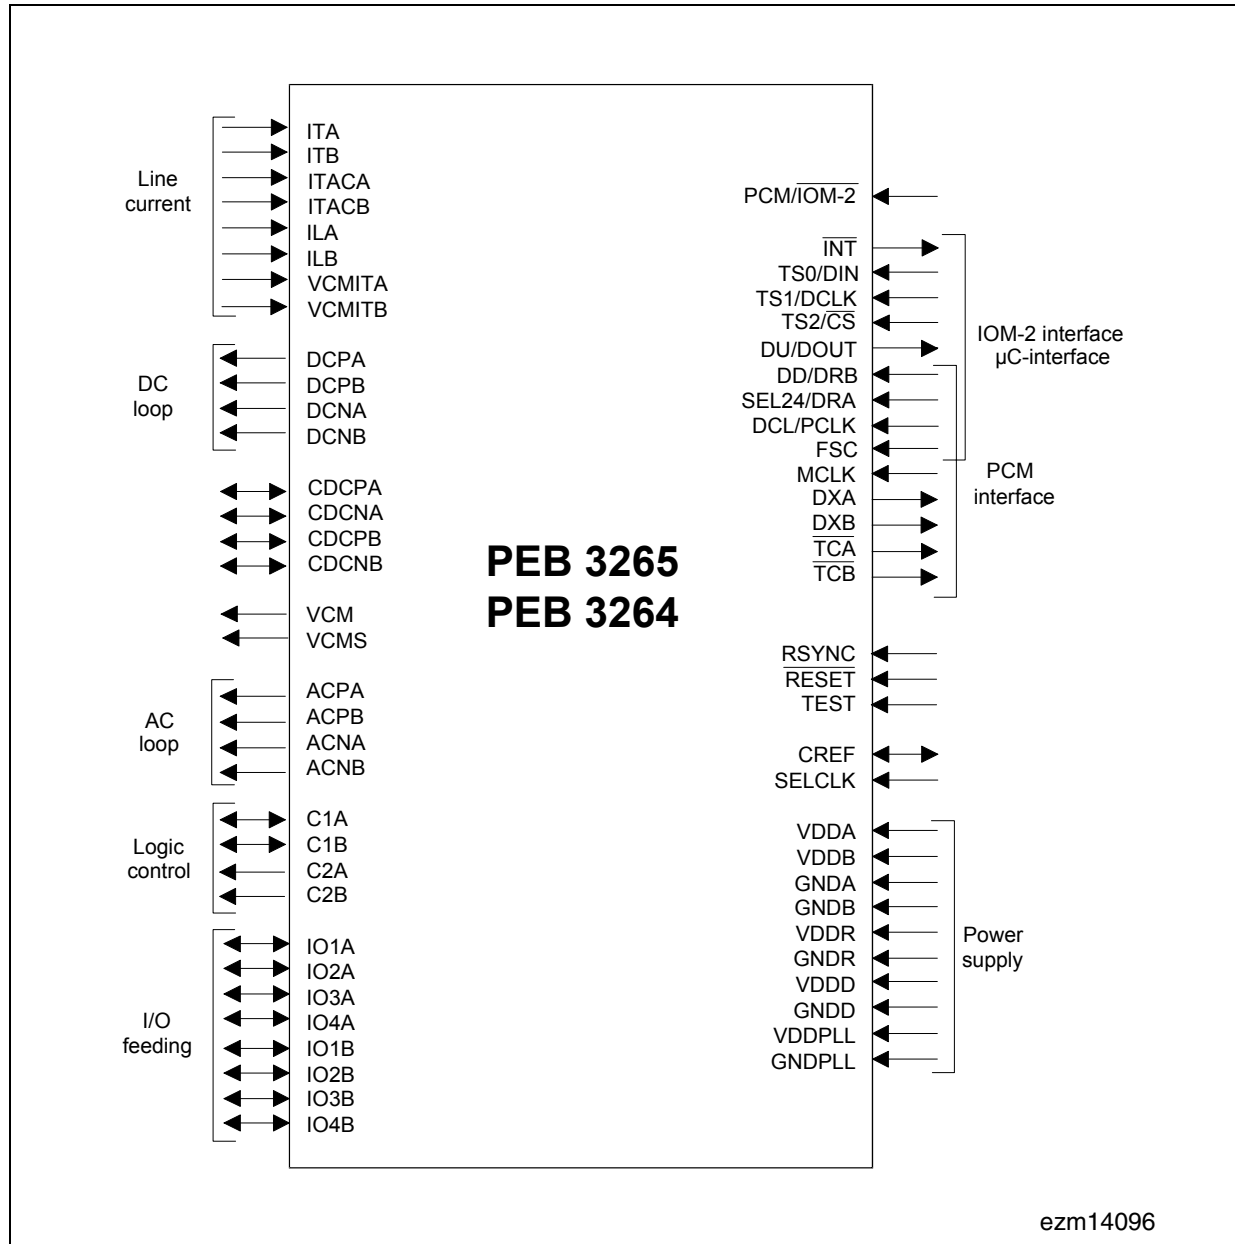 Line
current
ITA
ITB
ITACA
ITACB
ILA
ILB
VCMITA
VCMITB
DC
loop
DCPA
DCPB
DCNA
DCNB
CDCPA
CDCNA
CDCPB
CDCNB
VCM
VCMS
AC
loop
ACPA
ACPB
ACNA
ACNB
Logic
control
C1A
C1B
C2A
C2B
I/O
feeding
IO1A
IO2A
IO3A
IO4A
IO1B
IO2B
IO3B
IO4B
PEB 3265
PEB 3264
PCM/IOM-2
INT
TS0/DIN
TS1/DCLK
TS2/CS
DU/DOUT
DD/DRB
SEL24/DRA
DCL/PCLK
FSC
MCLK
DXA
DXB
TCA
TCB
IOM-2 interface
µC-interface
PCM
interface
RSYNC
RESET
TEST
CREF
SELCLK
VDDA
VDDB
GNDA
GNDB
VDDR
GNDR
VDDD
GNDD
VDDPLL
GNDPLL
Power
supply
ezm14096